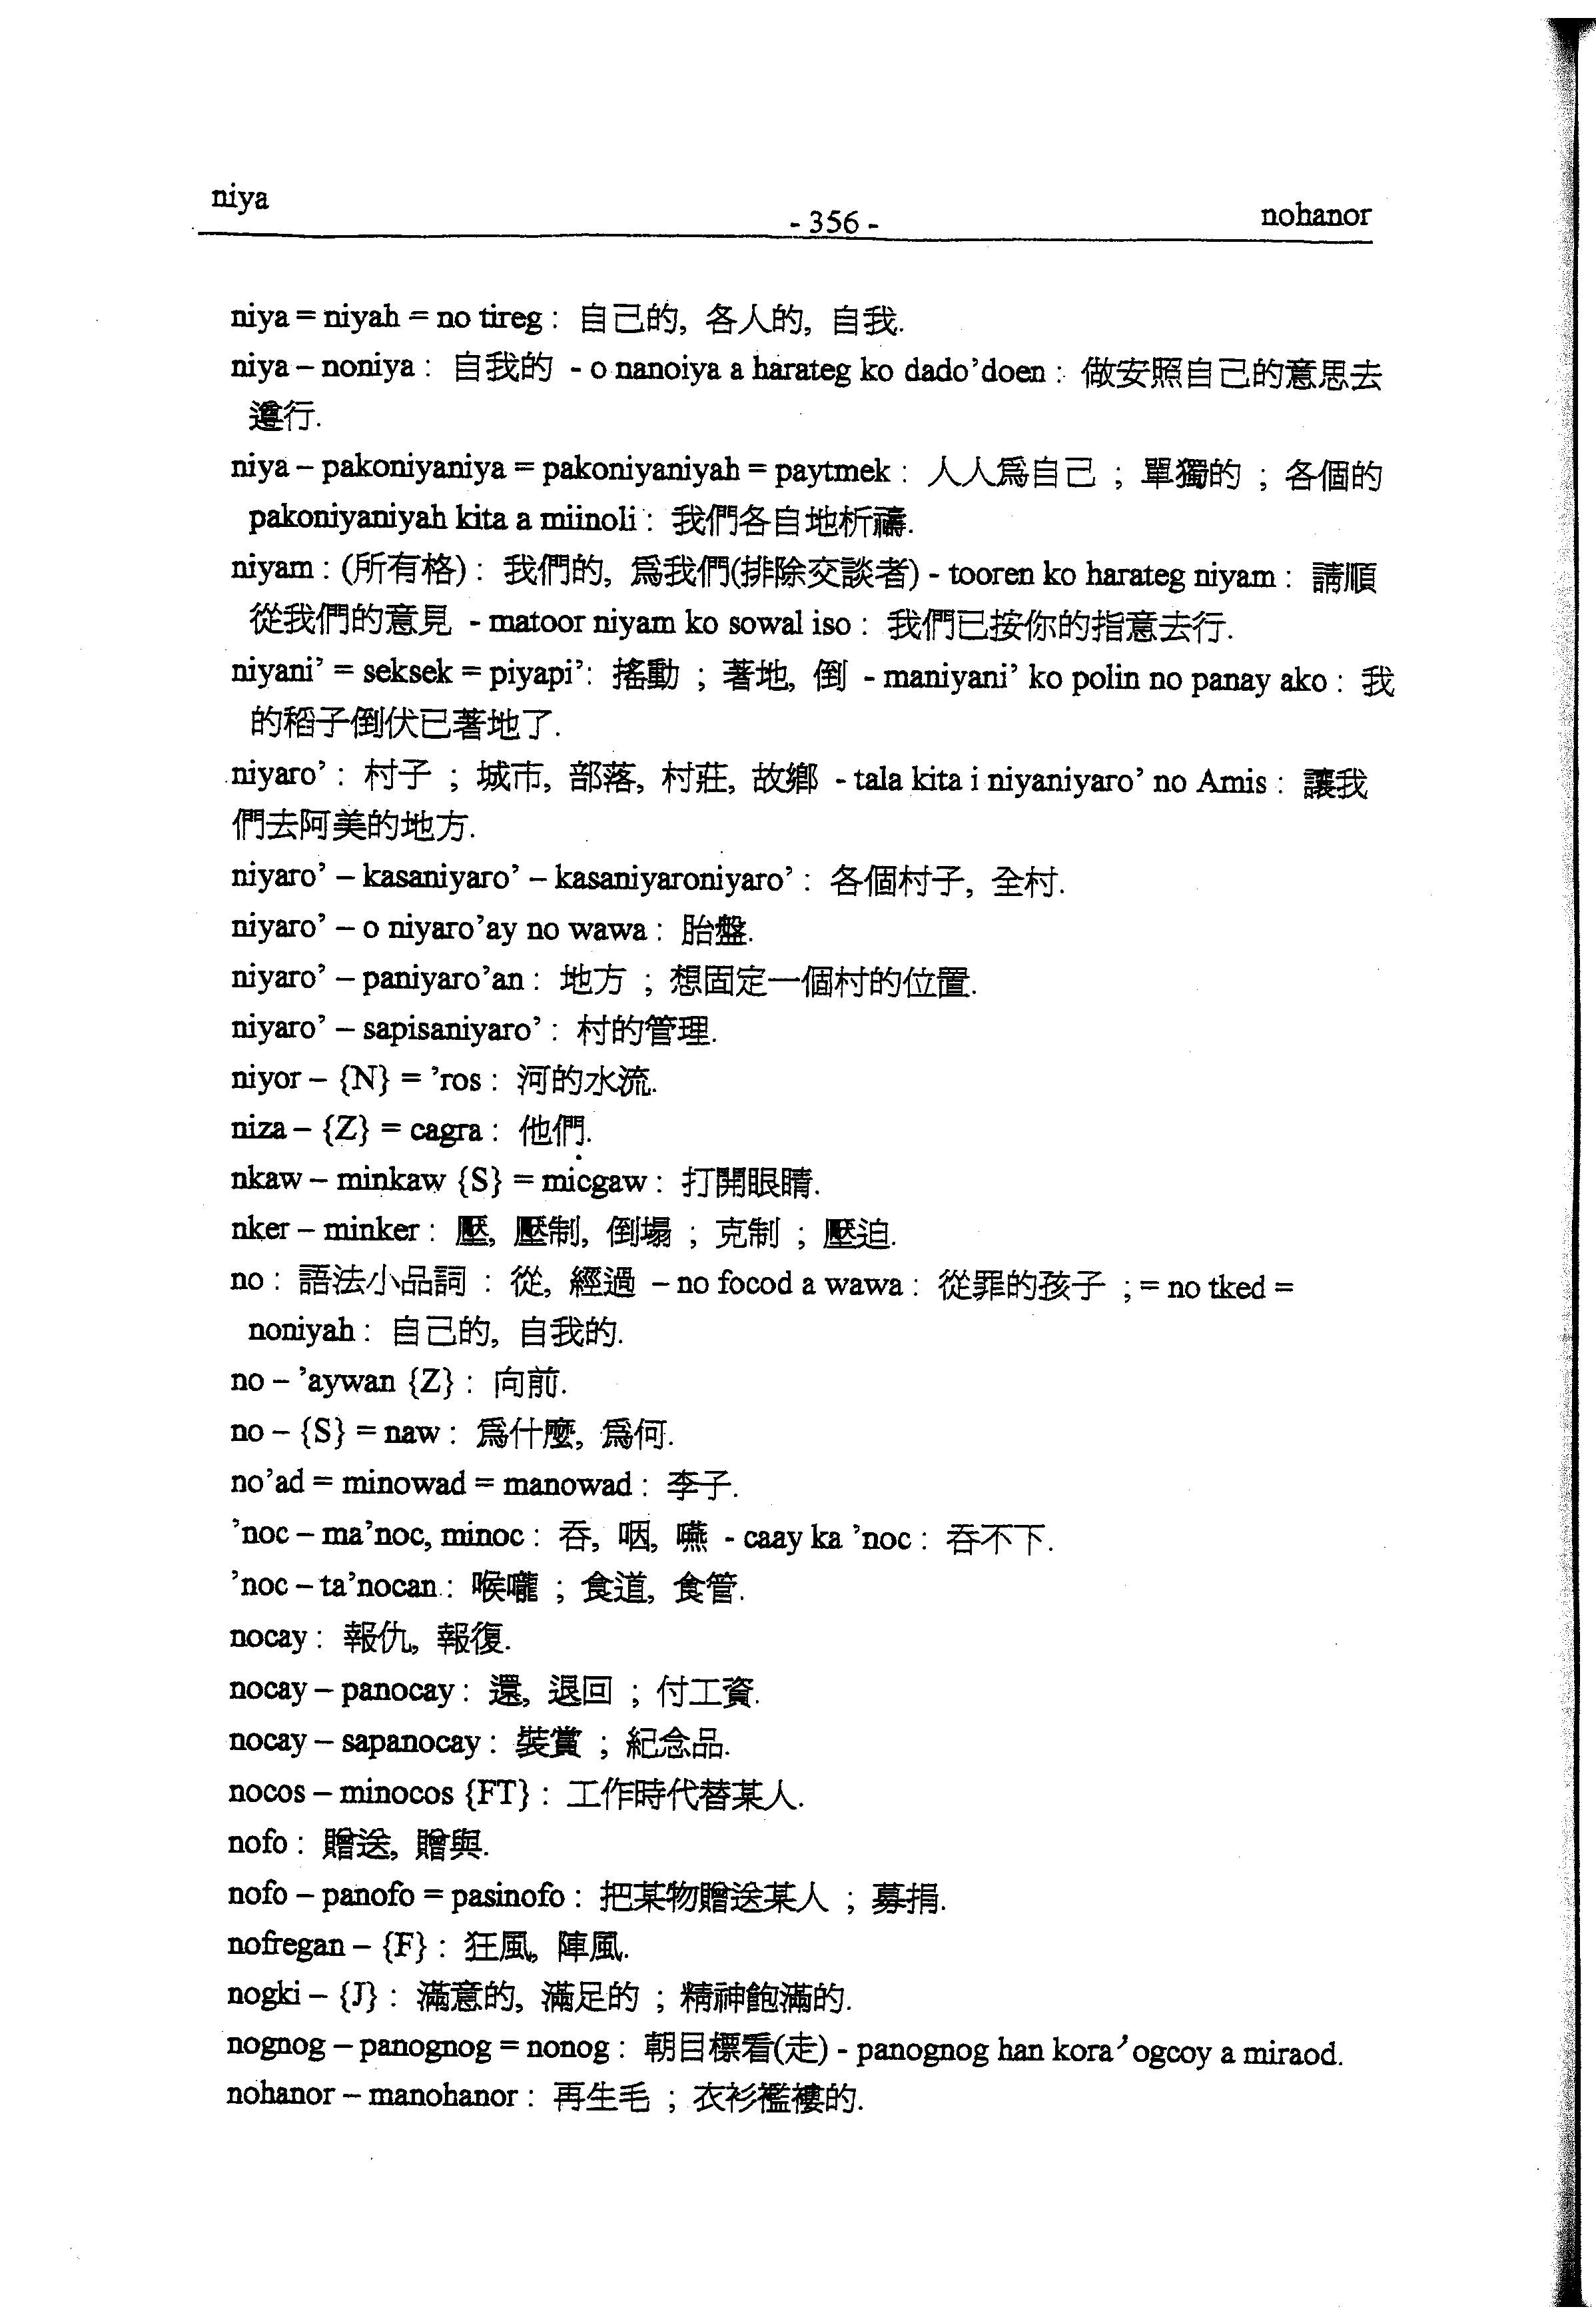 niya
- 356 -
nohanor
niya = niyah = no tireg : 自己的, 各人的, 自我.
niya – noniya : 自我的 - o nanoiya a harateg ko dado’doen : 做安照自己的意思去
遵行.
niya – pakoniyaniya = pakoniyaniyah = paytmek : 人人爲自己 ; 單獨的 ; 各個的
pakoniyaniyah kita a miinoli : 我們各自地析禱.
niyam : (所有格) : 我們的, 爲我們(排除交談者) - tooren ko harateg niyam : 請順
從我們的意見 - matoor niyam ko sowal iso : 我們已按你的指意去行.
niyani’ = seksek = piyapi’: 搖動 ; 著地, 倒 - maniyani’ ko polin no panay ako : 我
的稻子倒伏已著地了.
niyaro’ : 村子 ; 城市, 部落, 村莊, 故鄉 - tala kita i niyaniyaro’ no Amis : 讓我
們去阿美的地方.
niyaro’ – kasaniyaro’ – kasaniyaroniyaro’ : 各個村子, 全村.
niyaro’ – o niyaro’ay no wawa : 胎盤.
niyaro’ – paniyaro’an : 地方 ; 想固定一個村的位置.
niyaro’ – sapisaniyaro’ : 村的管理.
niyor – {N} = ’ros : 河的水流.
niza – {Z} = cagra : 他們.
nkaw – minkaw {S} = micgaw : 打開眼睛.
nker – minker : 壓, 壓制, 倒塌 ; 克制 ; 壓迫.
no : 語法小品詞 : 從, 經過 – no focod a wawa : 從罪的孩子 ; = no tked =
noniyah : 自己的, 自我的.
no – ’aywan {Z} : 向前.
no – {S} = naw : 爲什麼, 爲何.
no’ad = minowad = manowad : 李子.
’noc – ma’noc, minoc : 吞, 咽, 嚥 - caay ka ’noc : 吞不下.
’noc – ta’nocan : 喉嚨 ; 食道, 食管.
nocay : 報仇, 報復.
nocay – panocay : 還, 退回 ; 付工資.
nocay – sapanocay : 裝賞 ; 紀念品.
nocos – minocos {FT} : 工作時代替某人.
nofo : 贈送, 贈與.
nofo – panofo = pasinofo : 把某物贈送某人 ; 募捐.
nofregan – {F} : 狂風, 陣風.
nogki – {J} : 滿意的, 滿足的 ; 精神飽滿的.
nognog – panognog = nonog : 朝目標看(走) - panognog han kora’ ogcoy a miraod.
nohanor – manohanor : 再生毛 ; 衣衫襤褸的.